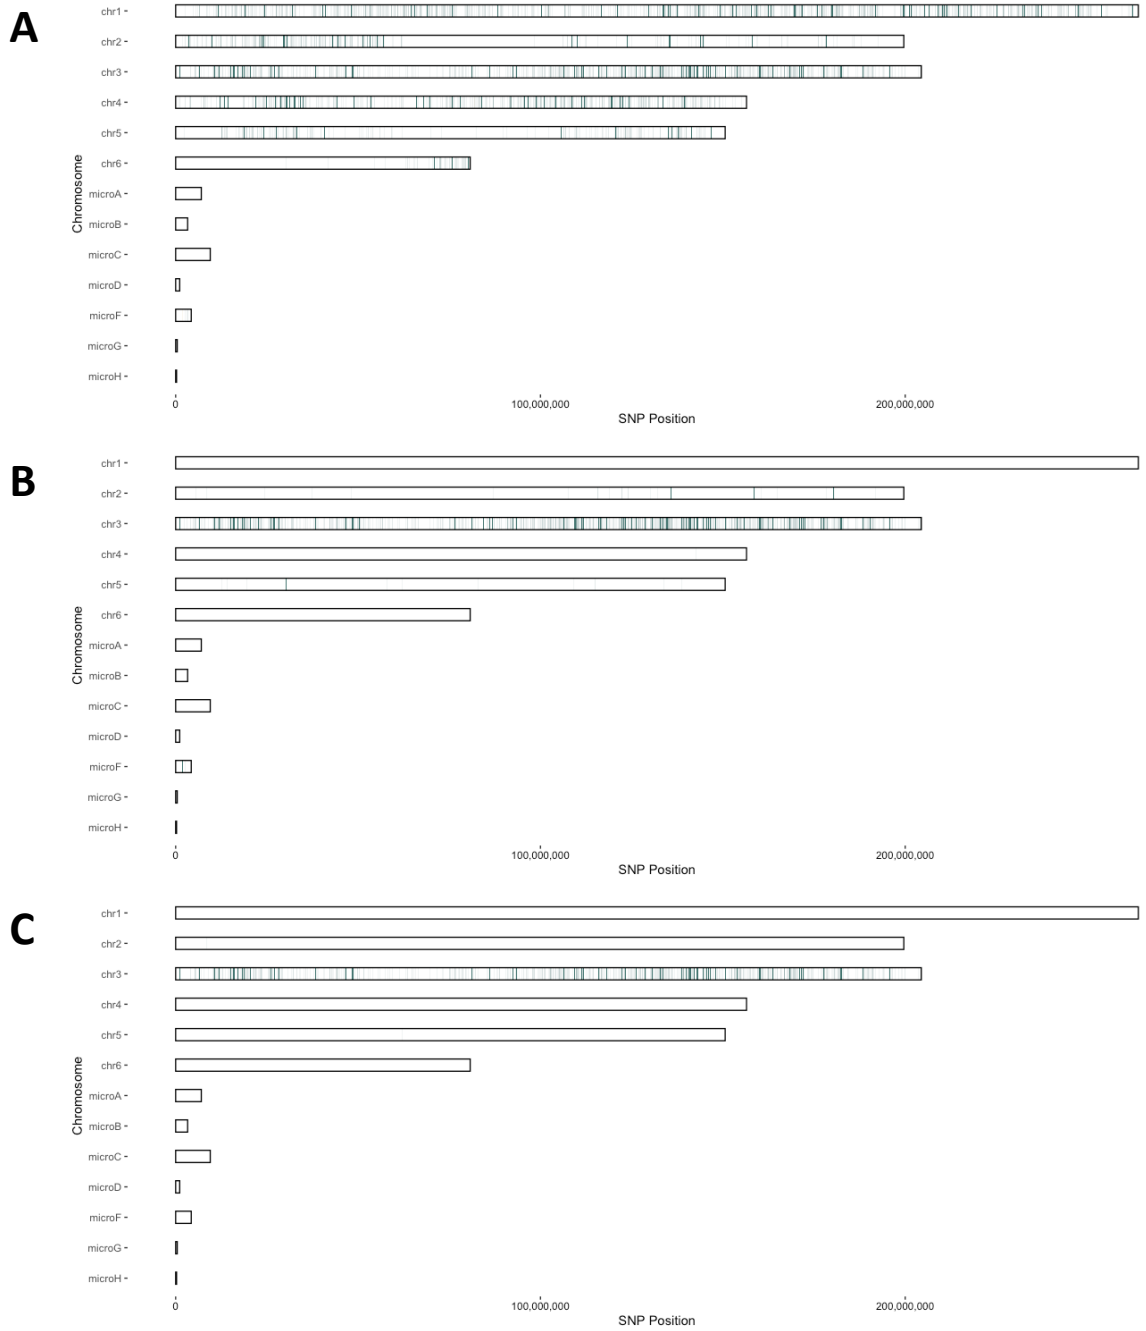 A
chr1
chr2
chr3
chr4
chr5
chr6
microA
microB
microC
microD
microF
microG
microH
Chromosome
0 100,000,000 200,000,000
SNP Position
B
chr1
chr2
chr3
chr4
chr5
chr6
microA
microB
microC
microD
microF
microG
microH
Chromosome
0 100,000,000 200,000,000
SNP Position
C
chr1
chr2
chr3
chr4
chr5
chr6
microA
microB
microC
microD
microF
microG
microH
Chromosome
0 100,000,000 200,000,000
SNP Position